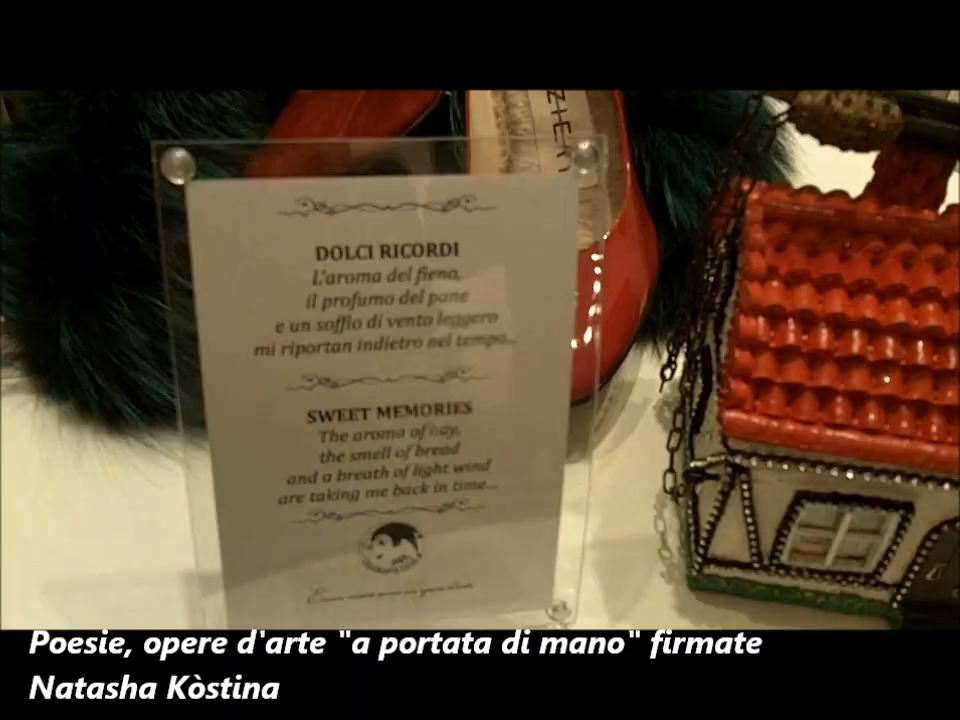 DOLCI RICORDI
L'aroma del fieno,
il profumo del pane
e un soffio di vento leggero
mi riportan indietro nel tempo...
SWEET MEMORIES
The aroma of hay,
the smell of bread
and a breath of light wind
are taking me back in time...
Poesie, opere d'arte "a portata di mano" firmate
Natasha Kòstina